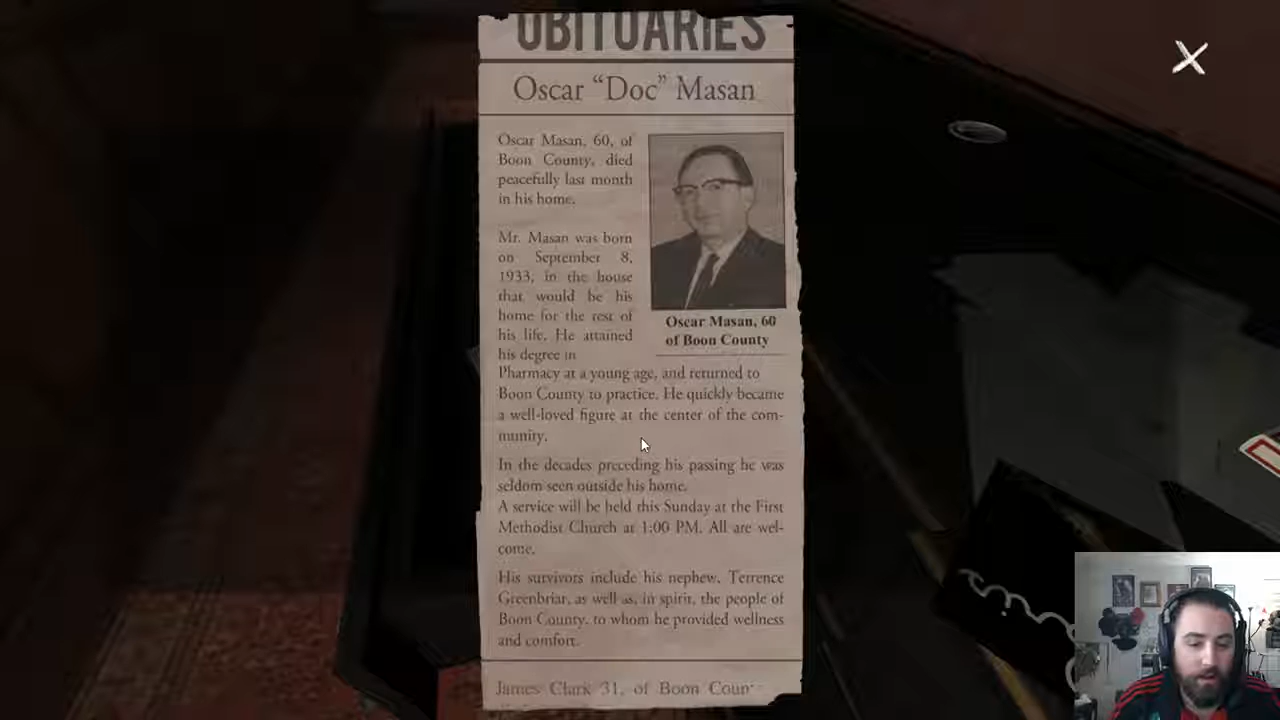 OBITUARIES
Oscar “Doc” Masan
Oscar Masan, 60, of
Boon County, died
peacefully last month
in his home.
Mr. Masan was born
on September 8,
1933, in the house
that would be his
home for the rest of
his life. He attained
his degree in
Oscar Masan, 60
of Boon County
Pharmacy at a young age, and returned to
Boon County to practice. He quickly became
a well-loved figure at the center of the com-
munity.
In the decades preceding his passing he was
seldom seen outside his home.
A service will be held this Sunday at the First
Methodist Church at 1:00 PM. All are wel-
come.
His survivors include his nephew, Terrence
Greenbriar, as well as, in spirit, the people of
Boon County, to whom he provided wellness
and comfort.
James Clark 31, of Boon